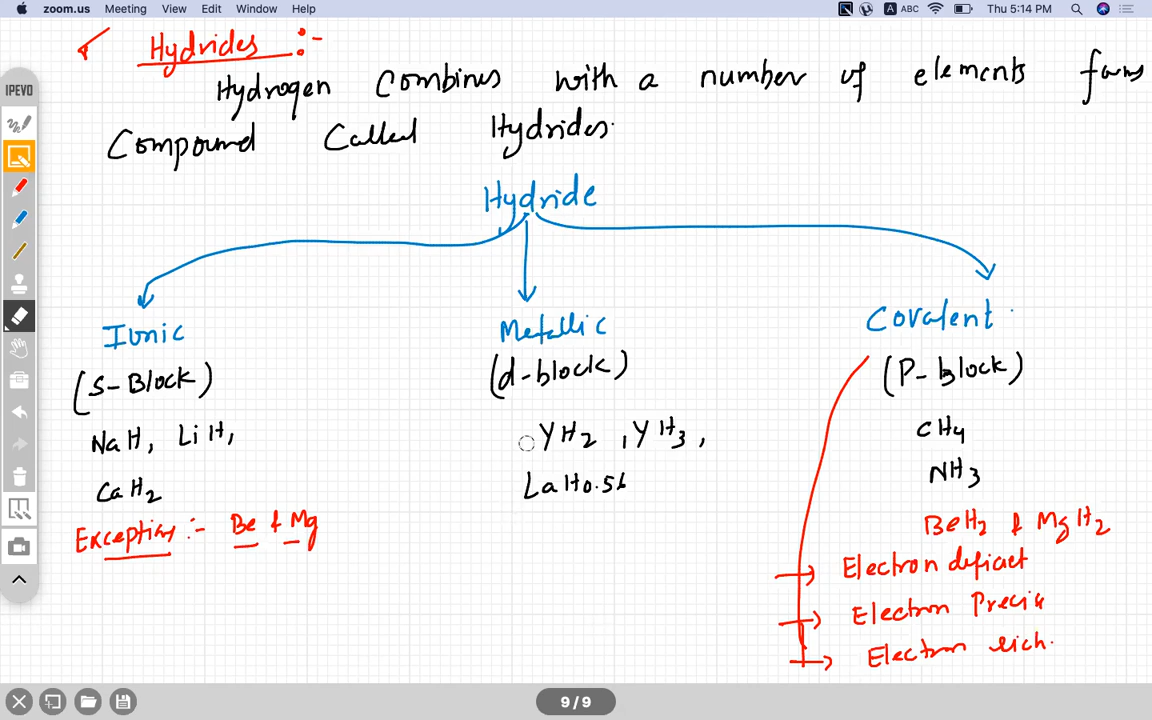 zoom.us Meeting View Edit Window Help
A ABC Thu 5:14 PM
IPEVO
Hydrides :-
Hydrogen Combines with a number of elements forms
Compound Called Hydrides.
Hydride
Ionic
(S-Block)
NaH, LiH,
CaH2
Exception :- Be & Mg
Metallic
(d-block)
YH2 , YH3 ,
LaH0.56
Covalent
(P-block)
CH4
NH3
BeH2 & MgH2
Electron deficient
Electron Precise
Electron rich.
9/9